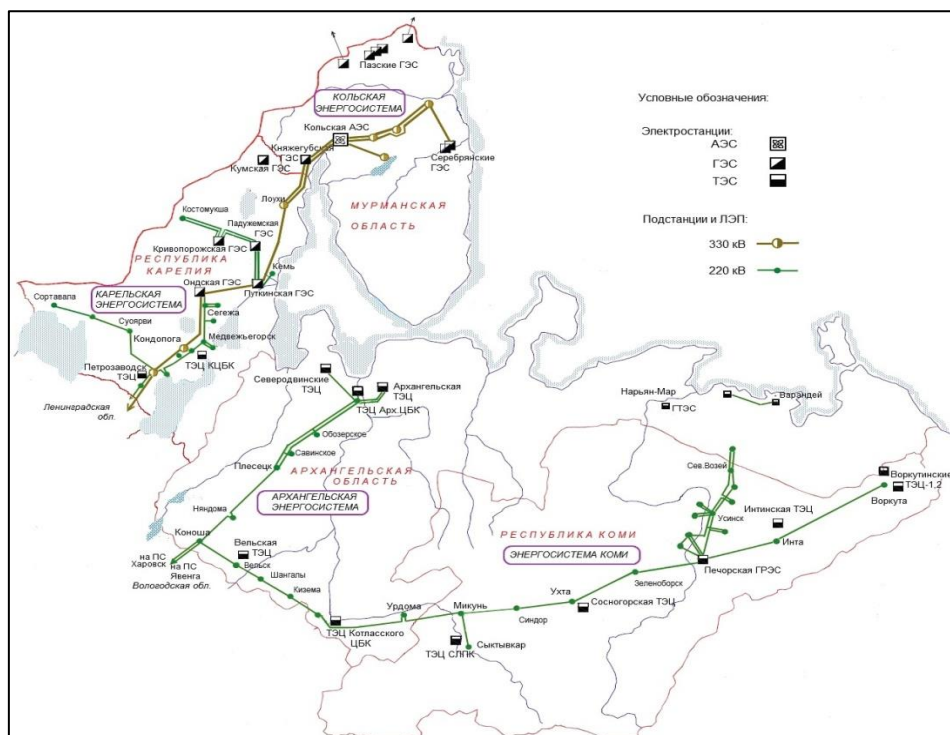 Пазские ГЭС
КОЛЬСКАЯ
ЭНЕРГОСИСТЕМА
Кольская АЭС
Княжегубская
ГЭС
Кумская ГЭС
Серебрянские
ГЭС
Лоухи
МУРМАНСКАЯ
ОБЛАСТЬ
Костомукша
Падужемская
ГЭС
Кривопорожская ГЭС
РЕСПУБЛИКА
КАРЕЛИЯ
Кемь
Ондская ГЭС
Путкинская ГЭС
КАРЕЛЬСКАЯ
ЭНЕРГОСИСТЕМА
Сортавала
Суоярви
Сегежа
Кондопога
Медвежьегорск
Петрозаводск
ТЭЦ
ТЭЦ КЦБК
Ленинградская обл.
Условные обозначения:
Электростанции:
АЭС
ГЭС
ТЭС
Подстанции и ЛЭП:
330 кВ
220 кВ
Северодвинские
ТЭЦ
Архангельская
ТЭЦ
ТЭЦ Арх.ЦБК
Обозерское
Савинское
Плесецк
АРХАНГЕЛЬСКАЯ
ОБЛАСТЬ
АРХАНГЕЛЬСКАЯ
ЭНЕРГОСИСТЕМА
Няндома
Коноша
на ПС
Харовск
на ПС
Явенга
Вологодская обл.
Вельская
ТЭЦ
Вельск
Шангалы
Кизема
ТЭЦ Котласского
ЦБК
Урдома
Микунь
ТЭЦ СЛПК
Сыктывкар
Синдор
Ухта
Сосногорская ТЭЦ
Зеленоборск
РЕСПУБЛИКА КОМИ
ЭНЕРГОСИСТЕМА КОМИ
Нарьян-Мар
ГТЭС
Варандей
Сев.Возей
Усинск
Интинская ТЭЦ
Инта
Печорская ГРЭС
Воркутинские
ТЭЦ-1,2
Воркута